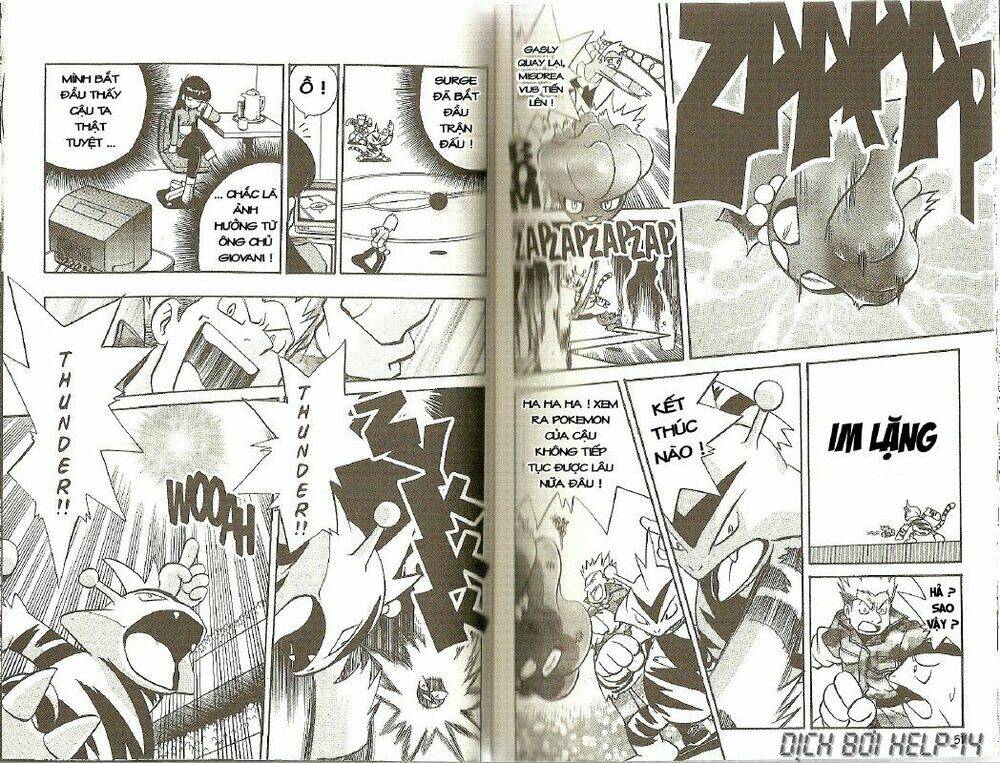 MÌNH BẮT
ĐẦU THẤY
CẬU TA
THẬT
TUYỆT ...
... CHẮC LÀ
ẢNH
HƯỞNG TỪ
ÔNG CHỦ
GIOVANI !
Ồ !
SURGE
ĐÃ BẮT
ĐẦU
TRẬN
ĐẤU !
THUNDER!!
WOOAH
THUNDER!!
GASLY
QUAY LẠI,
MISDREA
VUS TIẾN
LÊN !
ZAPZAPZAPZAP
HA HA HA ! XEM
RA POKEMON
CỦA CẬU
KHÔNG TIẾP
TỤC ĐƯỢC LÂU
NỮA ĐÂU !
KẾT
THÚC
NÀO !
IM LẶNG
HẢ ?
SAO
VẬY ?
51
DỊCH BỞI HELP-14